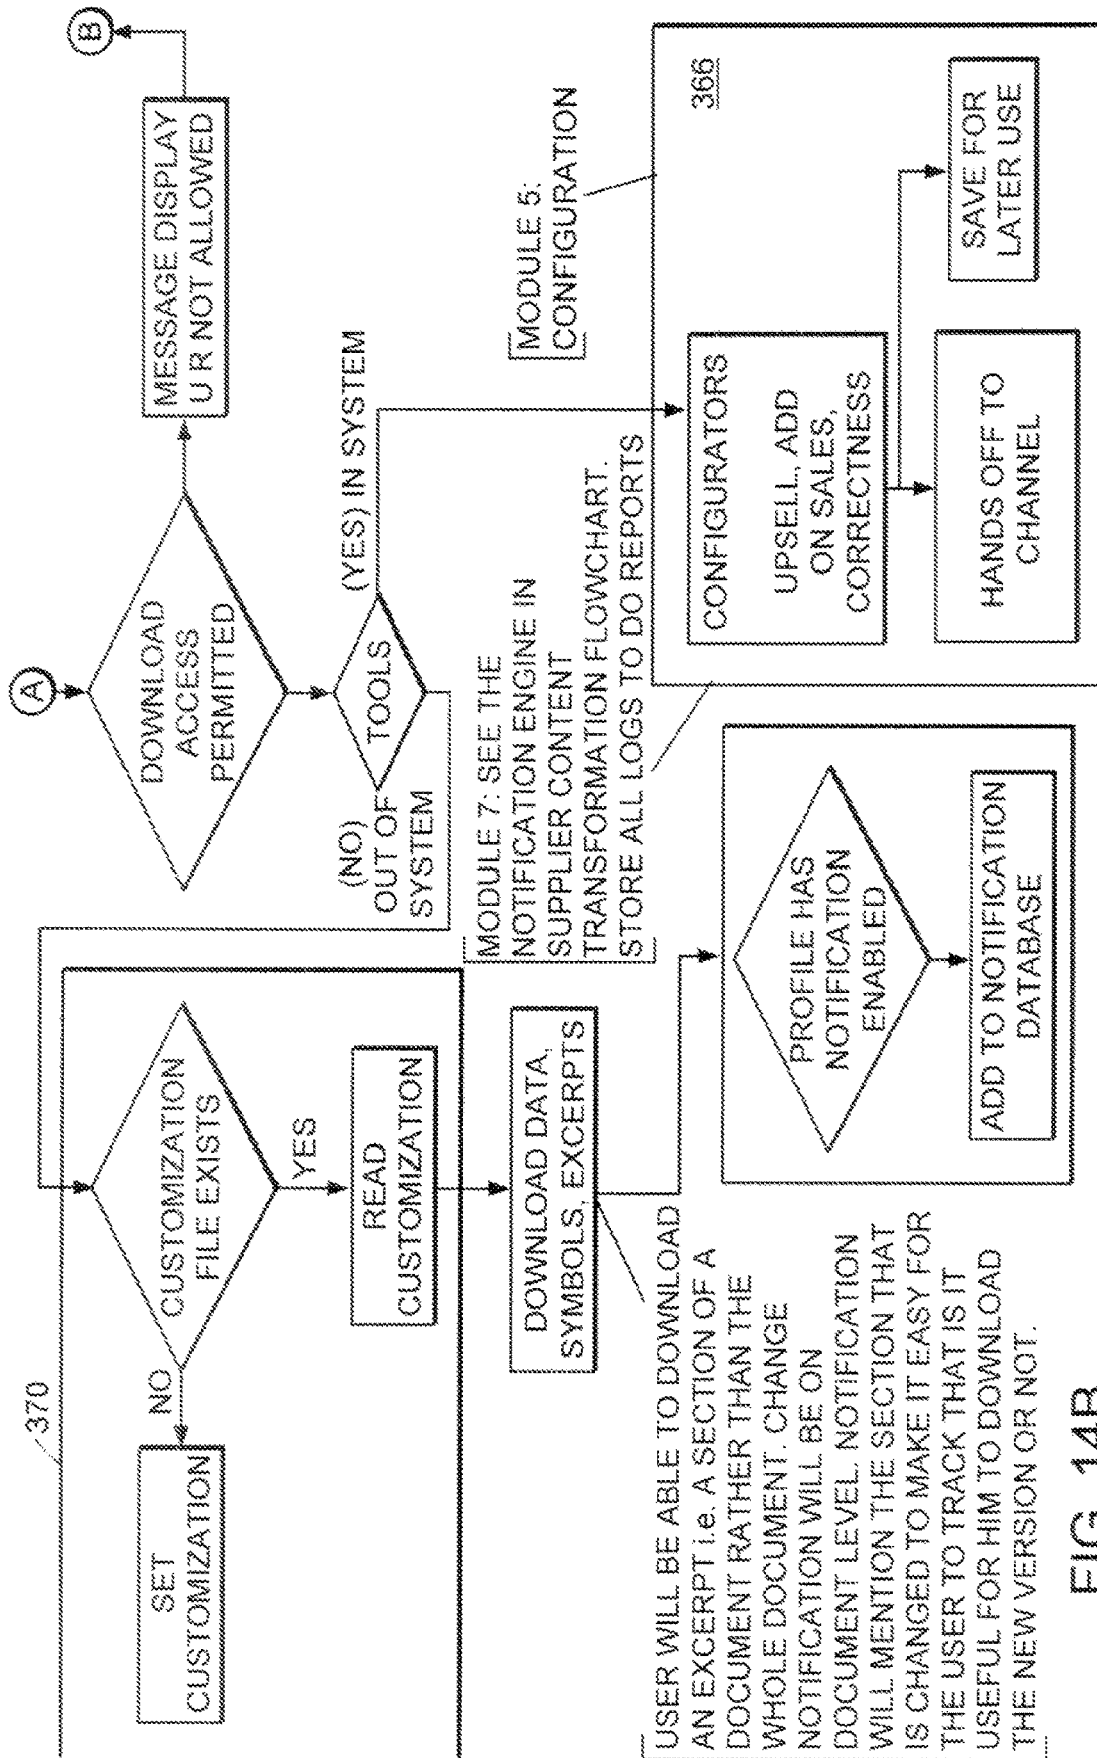 A
DOWNLOAD
ACCESS
PERMITTED
MESSAGE DISPLAY
U R NOT ALLOWED
B
TOOLS
(YES) IN SYSTEM
(NO)
OUT OF
SYSTEM
370
CUSTOMIZATION
FILE EXISTS
NO
SET
CUSTOMIZATION
YES
READ
CUSTOMIZATION
DOWNLOAD DATA,
SYMBOLS, EXCERPTS
MODULE 7: SEE THE
NOTIFICATION ENGINE IN
SUPPLIER CONTENT
TRANSFORMATION FLOWCHART.
STORE ALL LOGS TO DO REPORTS
MODULE 5:
CONFIGURATION
366
CONFIGURATORS
UPSELL, ADD
ON SALES,
CORRECTNESS
HANDS OFF TO
CHANNEL
SAVE FOR
LATER USE
PROFILE HAS
NOTIFICATION
ENABLED
ADD TO NOTIFICATION
DATABASE
USER WILL BE ABLE TO DOWNLOAD
AN EXCERPT i.e. A SECTION OF A
DOCUMENT RATHER THAN THE
WHOLE DOCUMENT. CHANGE
NOTIFICATION WILL BE ON
DOCUMENT LEVEL. NOTIFICATION
WILL MENTION THE SECTION THAT
IS CHANGED TO MAKE IT EASY FOR
THE USER TO TRACK THAT IS IT
USEFUL FOR HIM TO DOWNLOAD
THE NEW VERSION OR NOT.
FIG. 14B